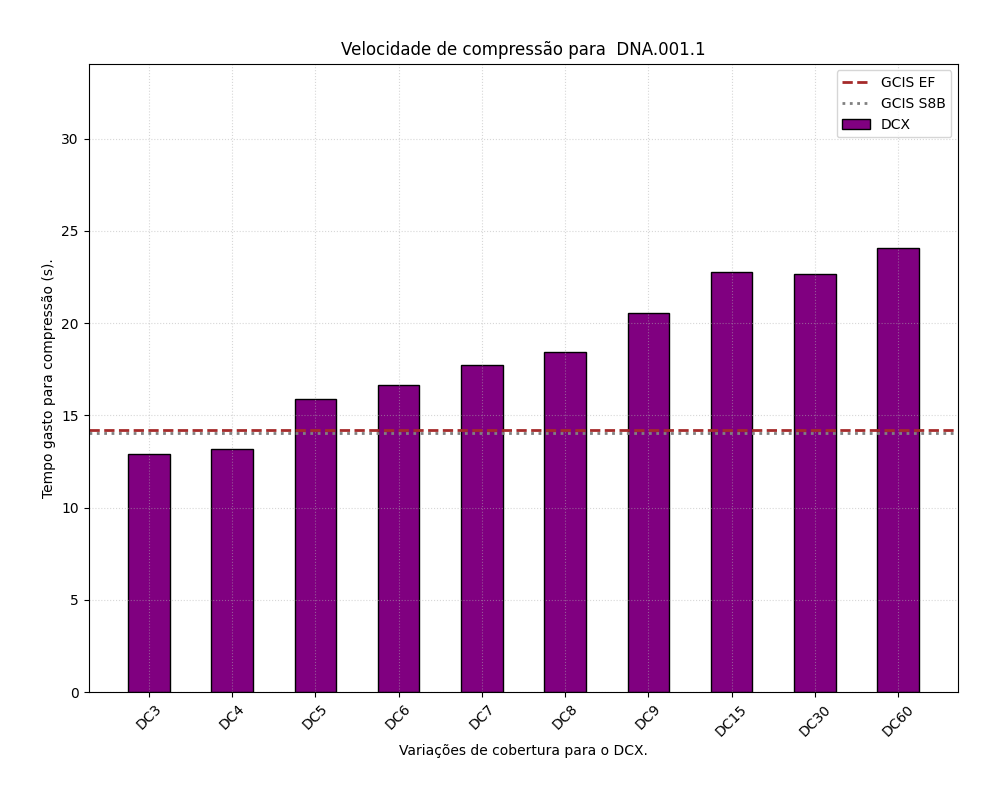 Velocidade de compressão para  DNA.001.1
GCIS EF
GCIS S8B
DCX
Tempo gasto para compressão (s).
30
25
20
15
10
5
0
DC3
DC4
DC5
DC6
DC7
DC8
DC9
DC15
DC30
DC60
Variações de cobertura para o DCX.